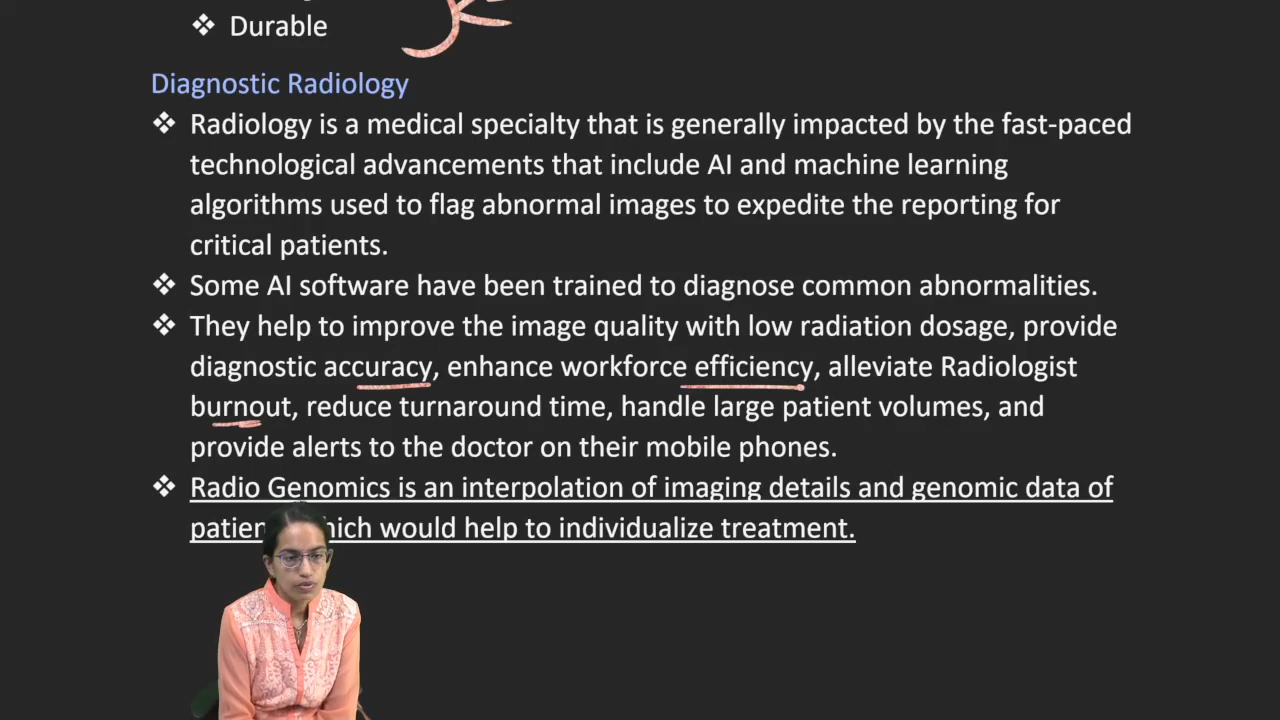 ❖ Durable
Diagnostic Radiology
❖ Radiology is a medical specialty that is generally impacted by the fast-paced
technological advancements that include AI and machine learning
algorithms used to flag abnormal images to expedite the reporting for
critical patients.
❖ Some AI software have been trained to diagnose common abnormalities.
❖ They help to improve the image quality with low radiation dosage, provide
diagnostic accuracy, enhance workforce efficiency, alleviate Radiologist
burnout, reduce turnaround time, handle large patient volumes, and
provide alerts to the doctor on their mobile phones.
❖ Radio Genomics is an interpolation of imaging details and genomic data of
would help to individualize treatment.